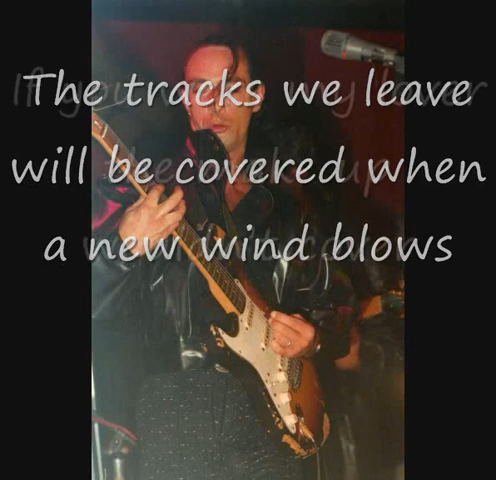 The tracks we leave
will be covered when
a new wind blows